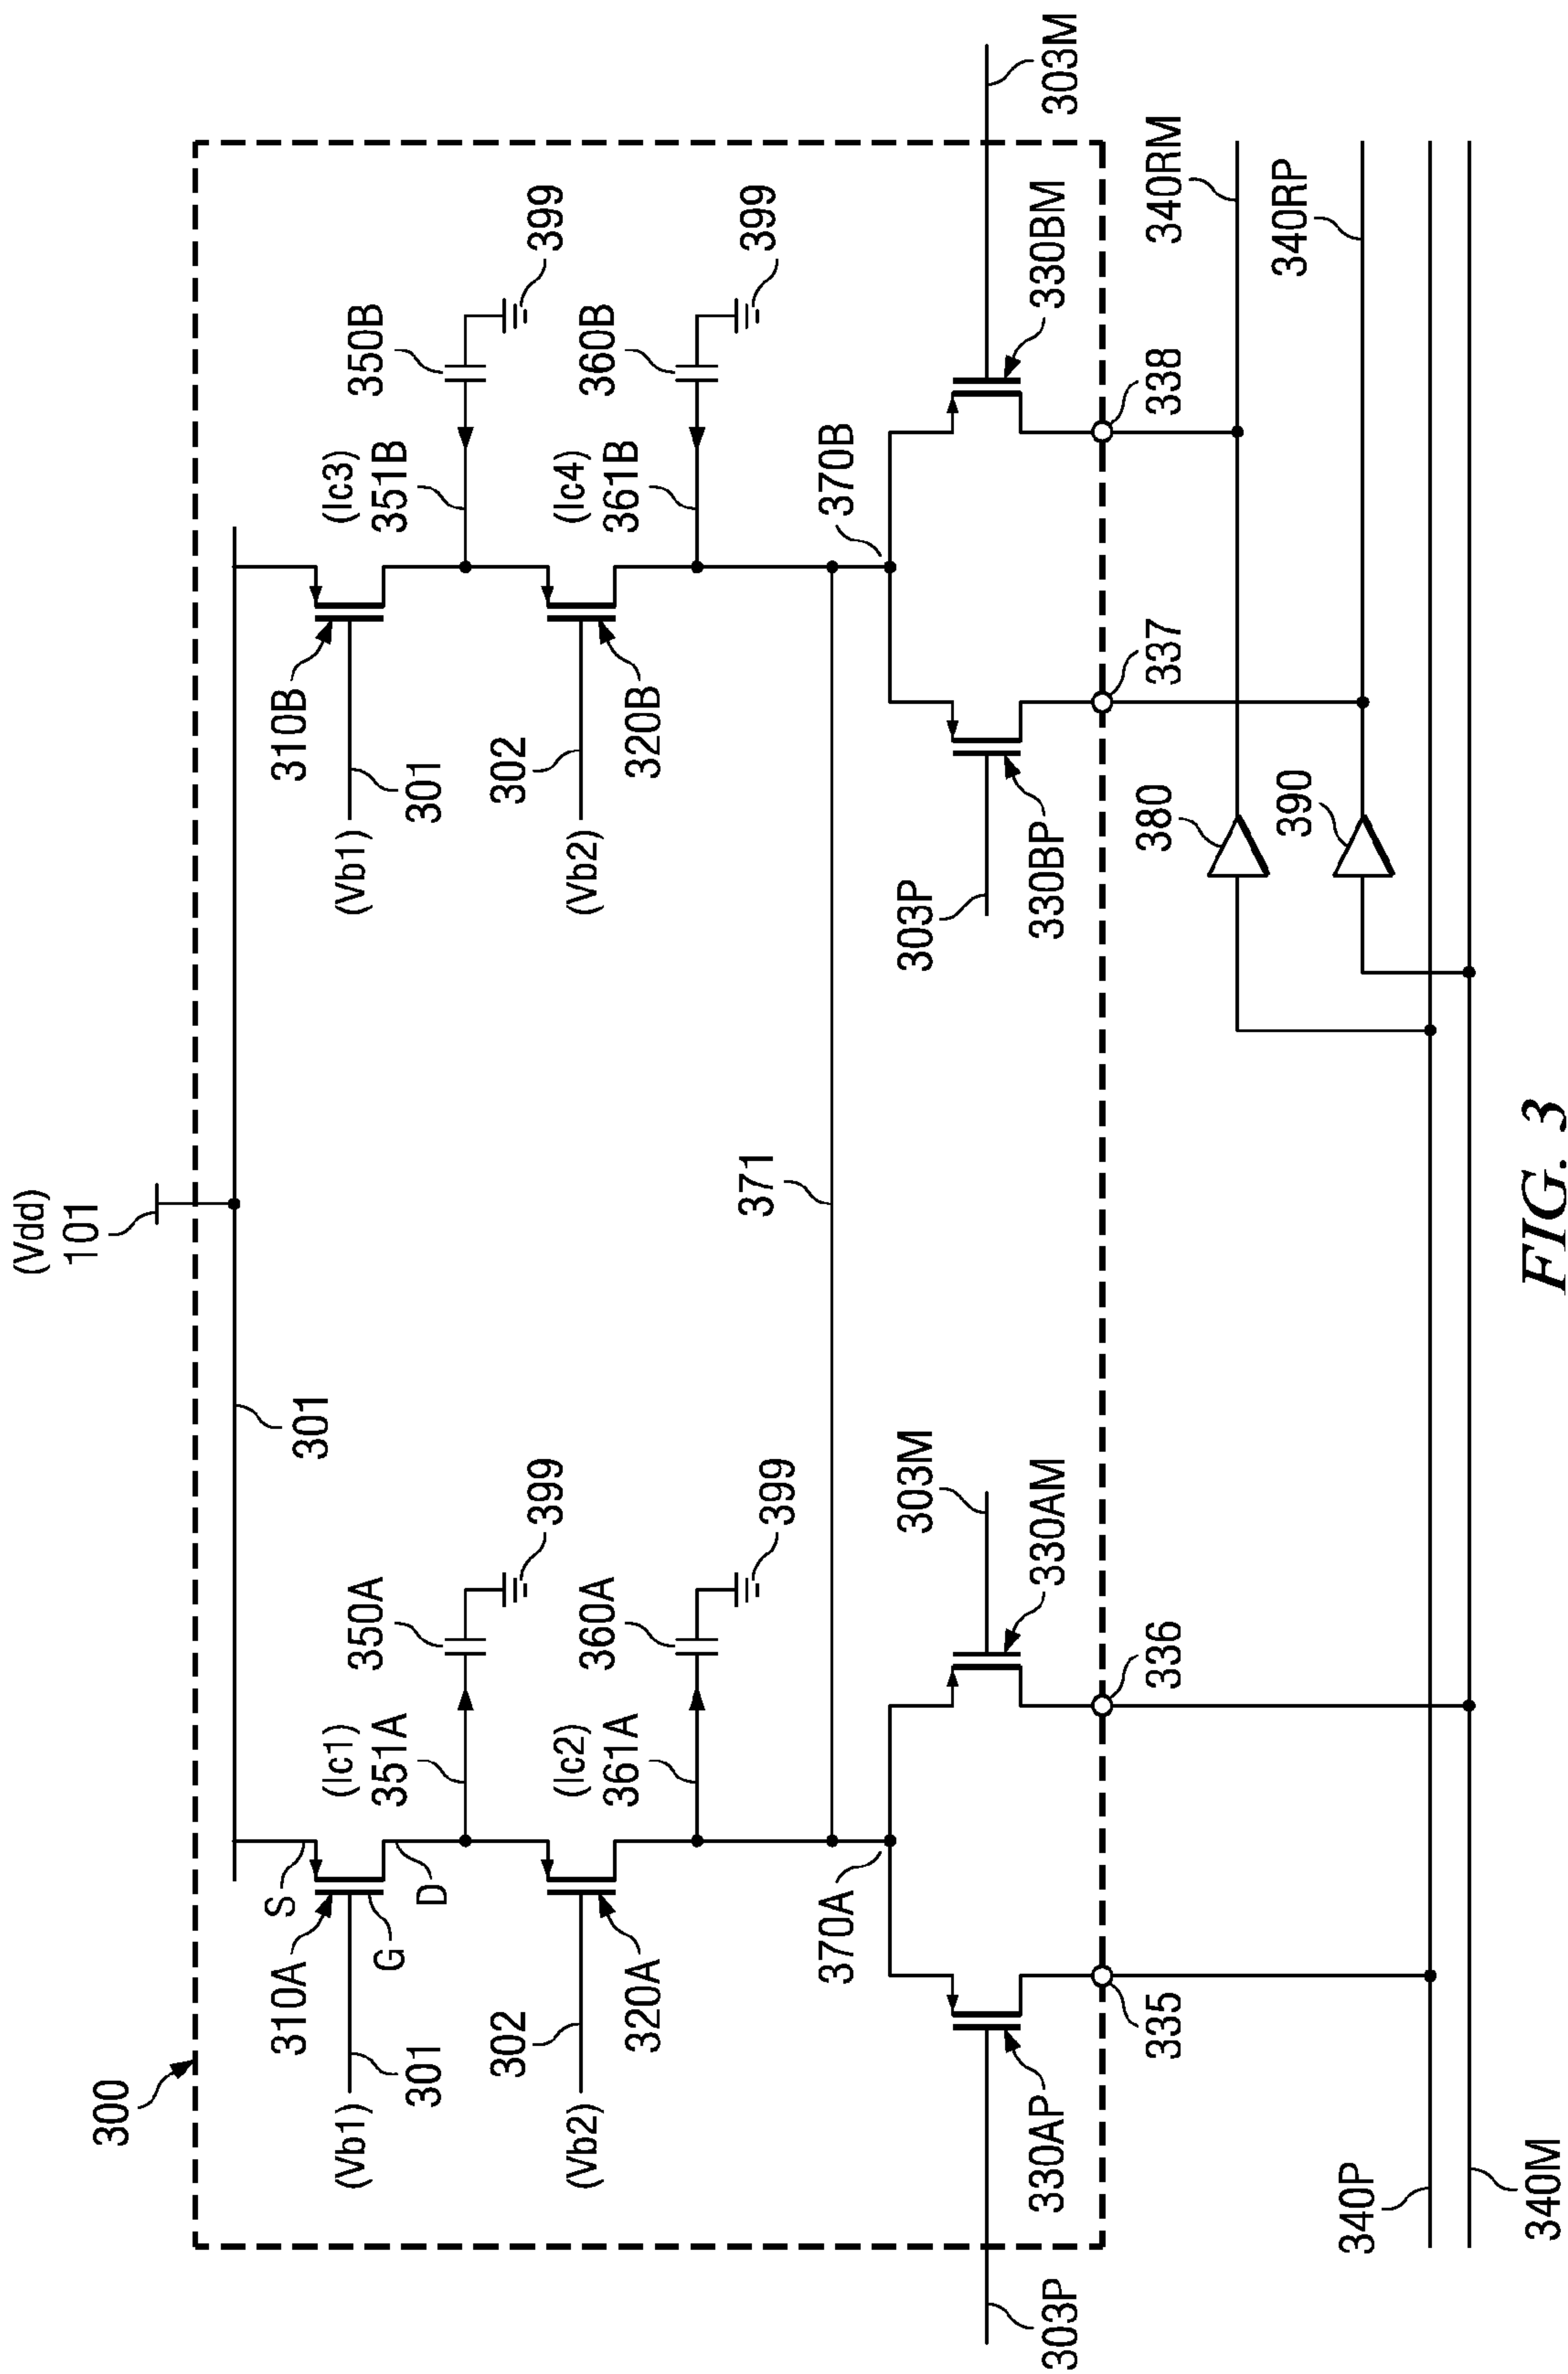 (Vdd)
101
300
S
301
310A
310B
(Vb1)
G
(Ic1)
351A
350A
(Vb1)
(Ic3)
351B
350B
301
D
301
302
399
302
399
(Vb2)
(Ic2)
361A
360A
(Vb2)
(Ic4)
361B
360B
320A
320B
399
371
399
370A
370B
303M
303P
303P
330AP
330AM
330BP
330BM
303M
335
336
380
337
338
340RM
390
340RP
340P
340M
FIG. 3